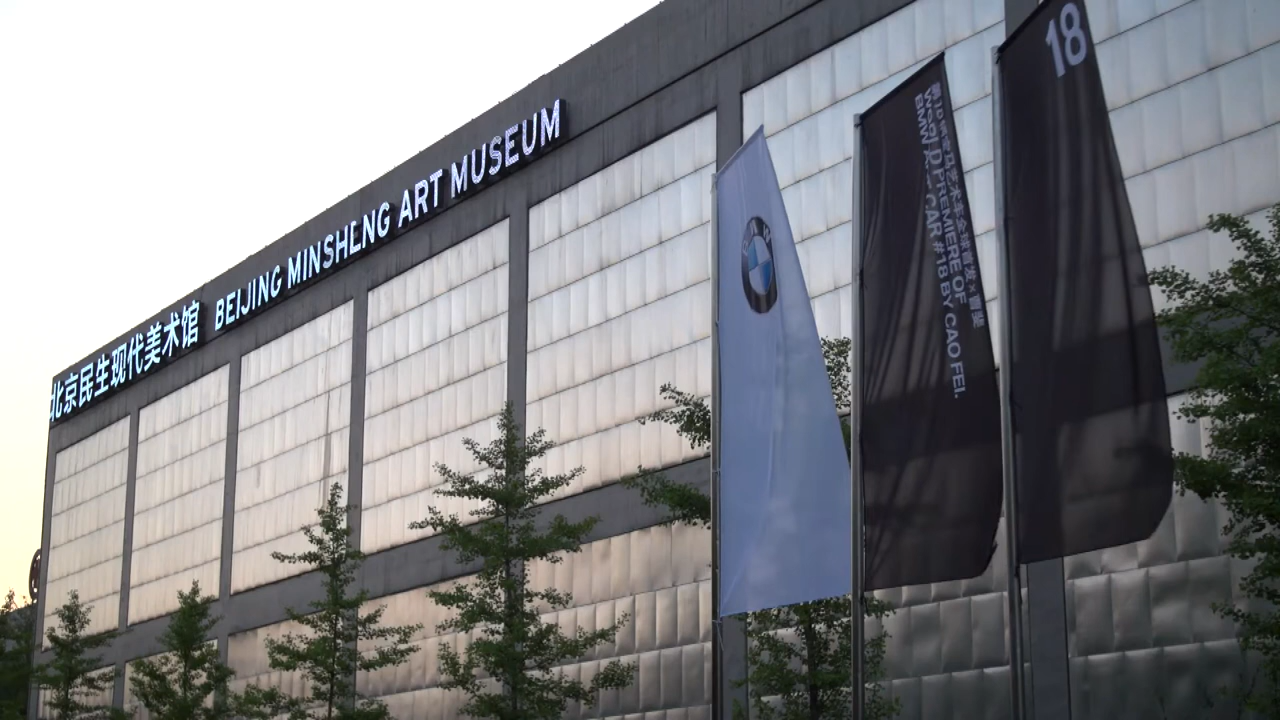 北京民生现代美术馆 BEIJING MINSHENG ART MUSEUM
BMW
18
WORLD PREMIERE OF
BMW ART CAR #18 BY CAO FEI.